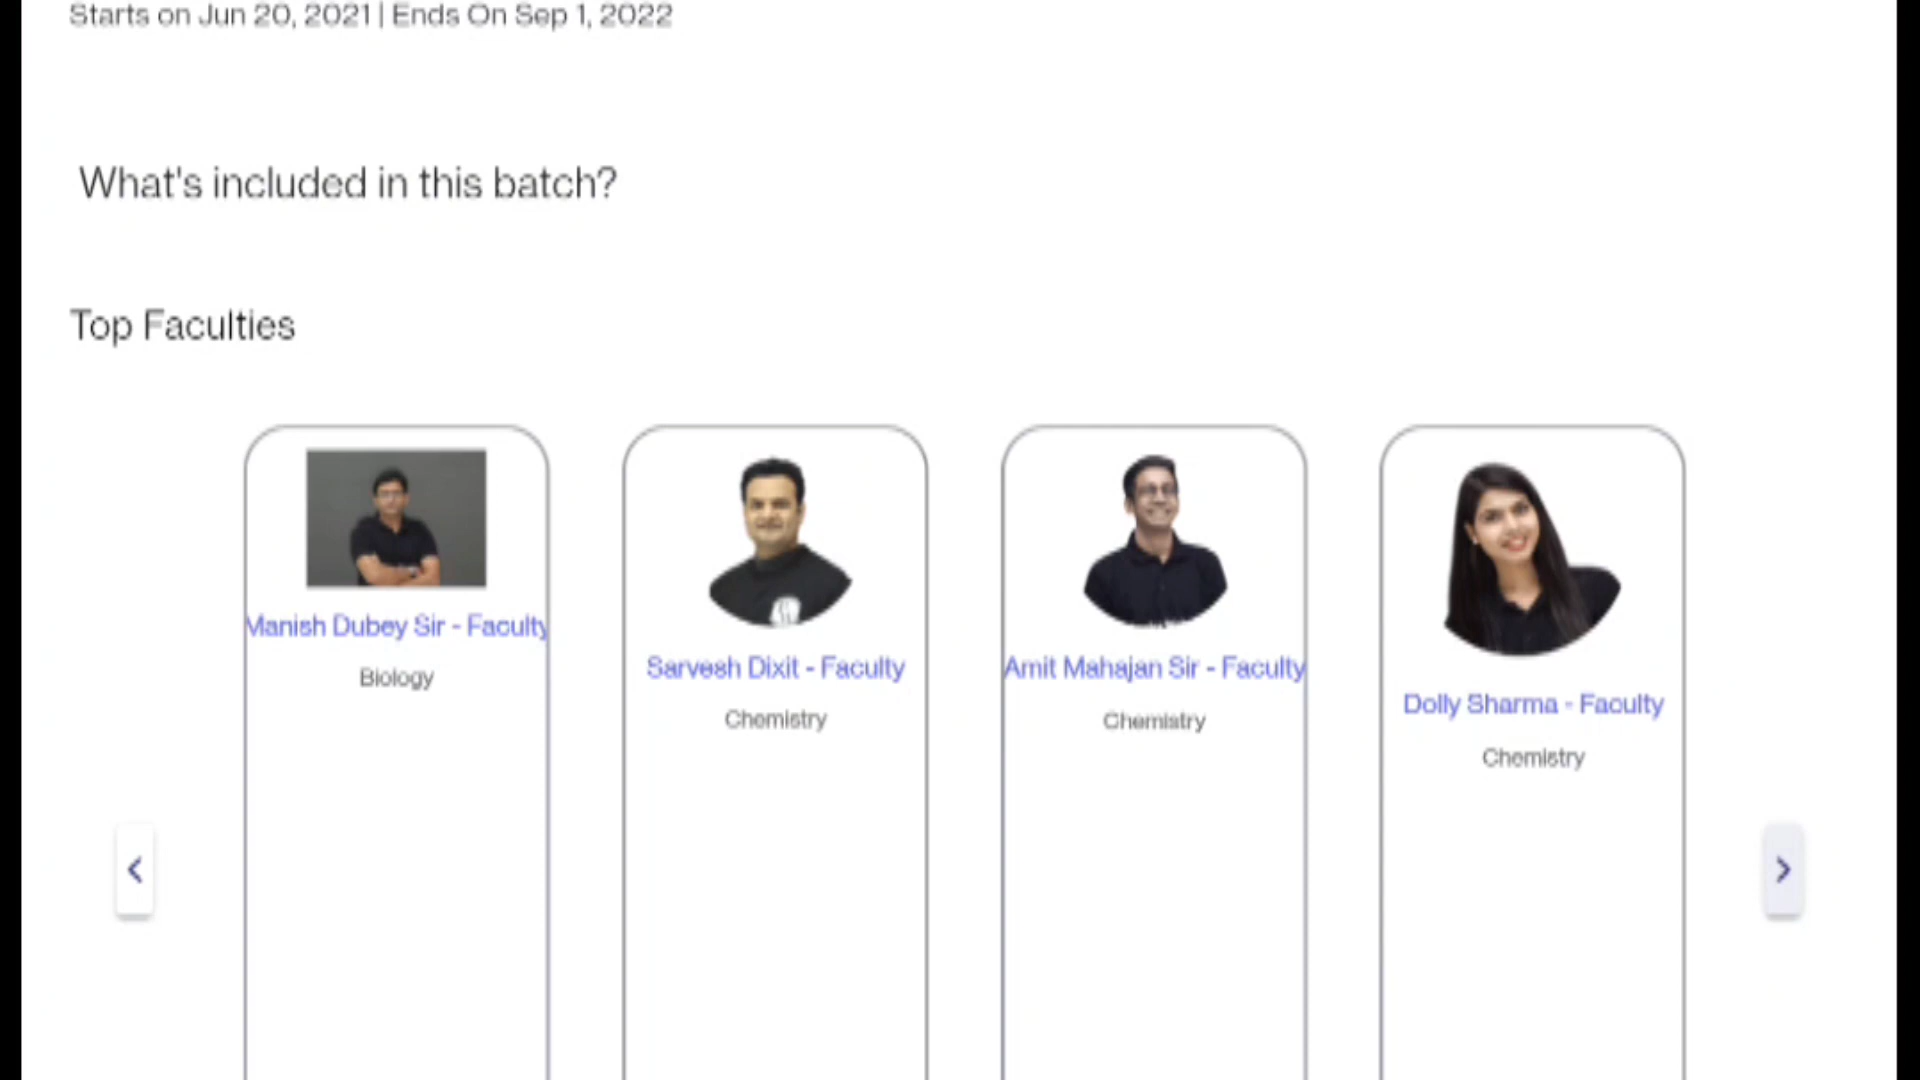 Starts on Jun 20, 2021 | Ends On Sep 1, 2022
What's included in this batch?
Top Faculties
Manish Dubey Sir - Faculty
Biology
Sarvesh Dixit - Faculty
Chemistry
Amit Mahajan Sir - Faculty
Chemistry
Dolly Sharma - Faculty
Chemistry